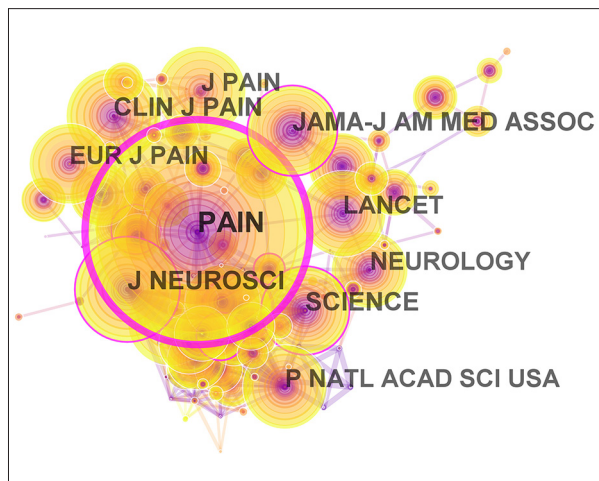 J PAIN
CLIN J PAIN
JAMA-J AM MED ASSOC
EUR J PAIN
LANCET
PAIN
NEUROLOGY
J NEUROSCI
SCIENCE
P NATL ACAD SCI USA